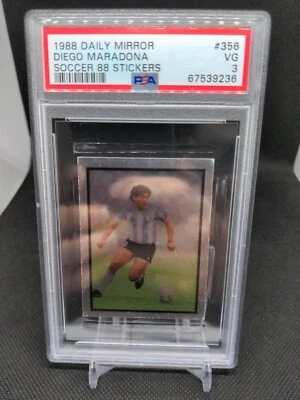 1988 DAILY MIRROR #356
DIEGO MARADONA VG
SOCCER 88 STICKERS 3
PSA 67539236